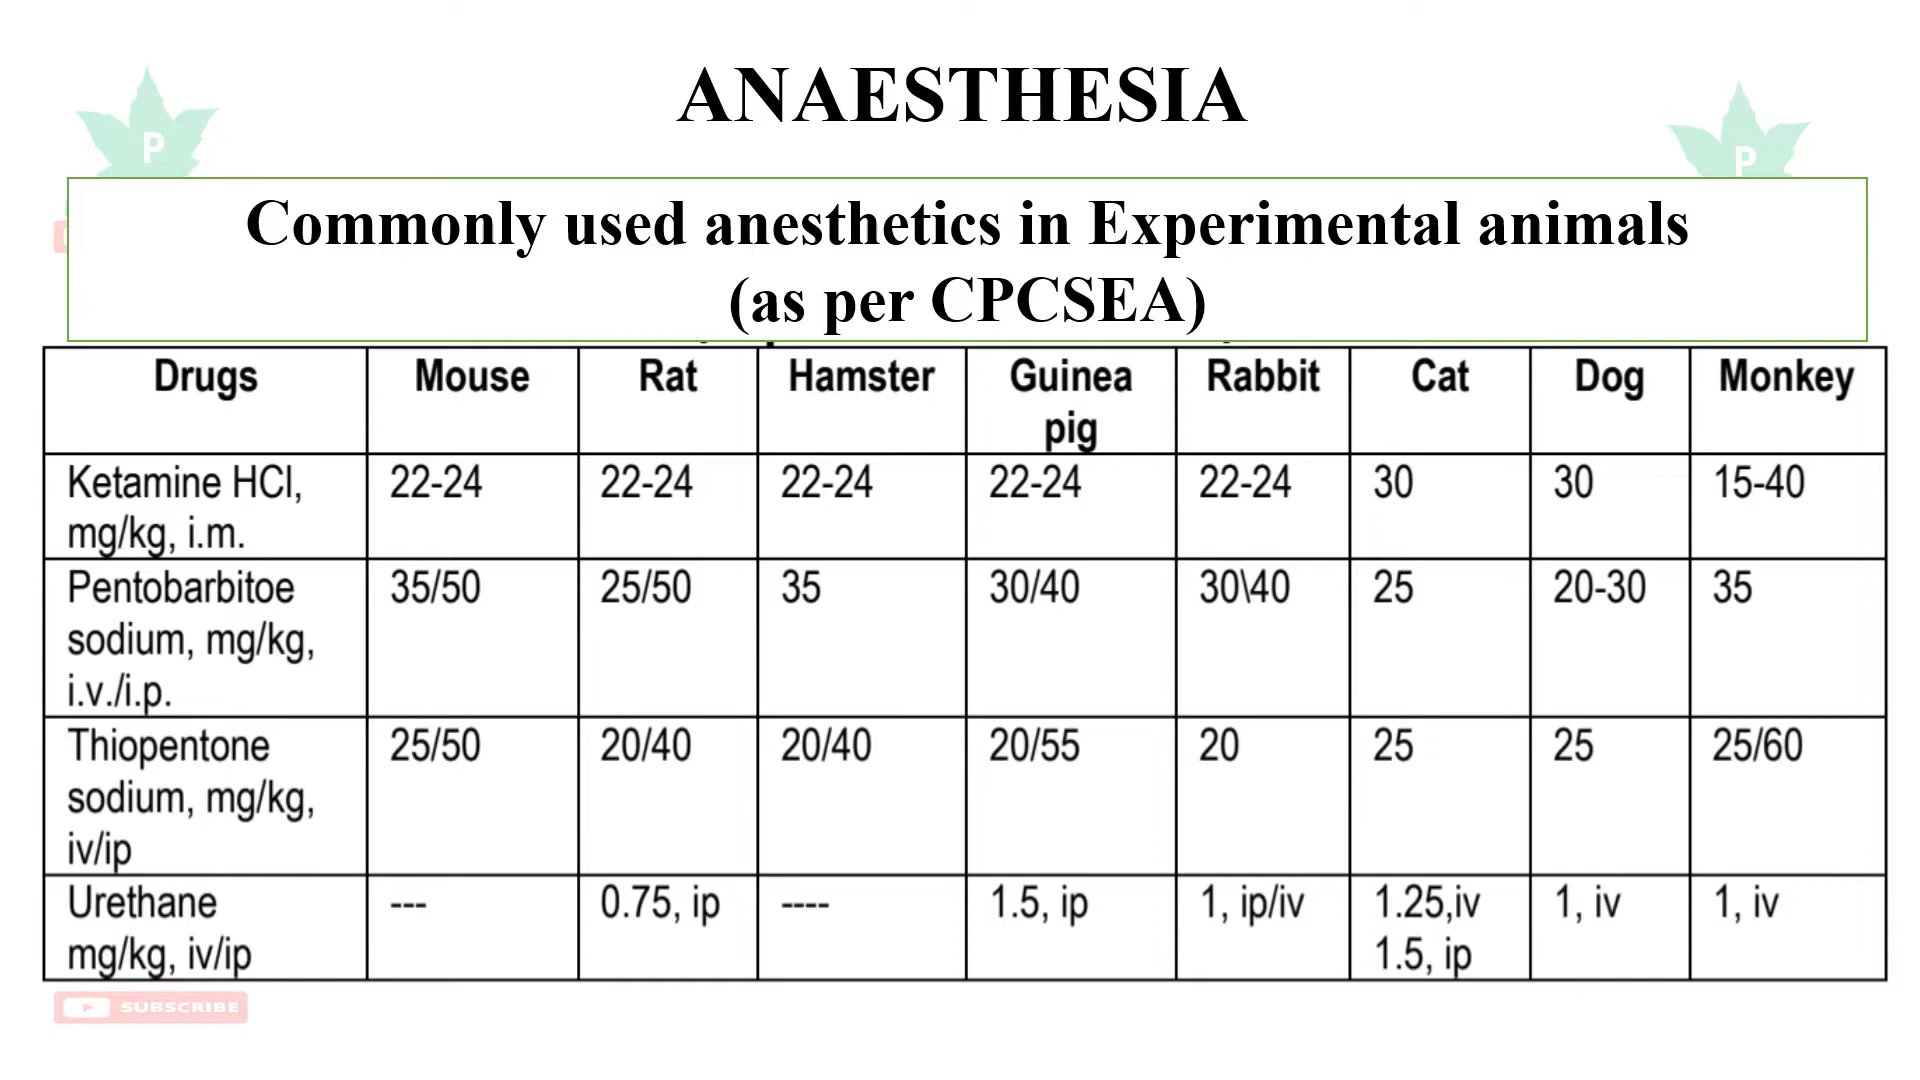 ANAESTHESIA
P
P
Commonly used anesthetics in Experimental animals
(as per CPCSEA)
Drugs Mouse Rat Hamster Guinea pig Rabbit Cat Dog Monkey
Ketamine HCl, mg/kg, i.m. 22-24 22-24 22-24 22-24 22-24 30 30 15-40
Pentobarbitoe sodium, mg/kg, i.v./i.p. 35/50 25/50 35 30/40 30\40 25 20-30 35
Thiopentone sodium, mg/kg, iv/ip 25/50 20/40 20/40 20/55 20 25 25 25/60
Urethane mg/kg, iv/ip --- 0.75, ip ---- 1.5, ip 1, ip/iv 1.25,iv 1.5, ip 1, iv 1, iv
SUBSCRIBE